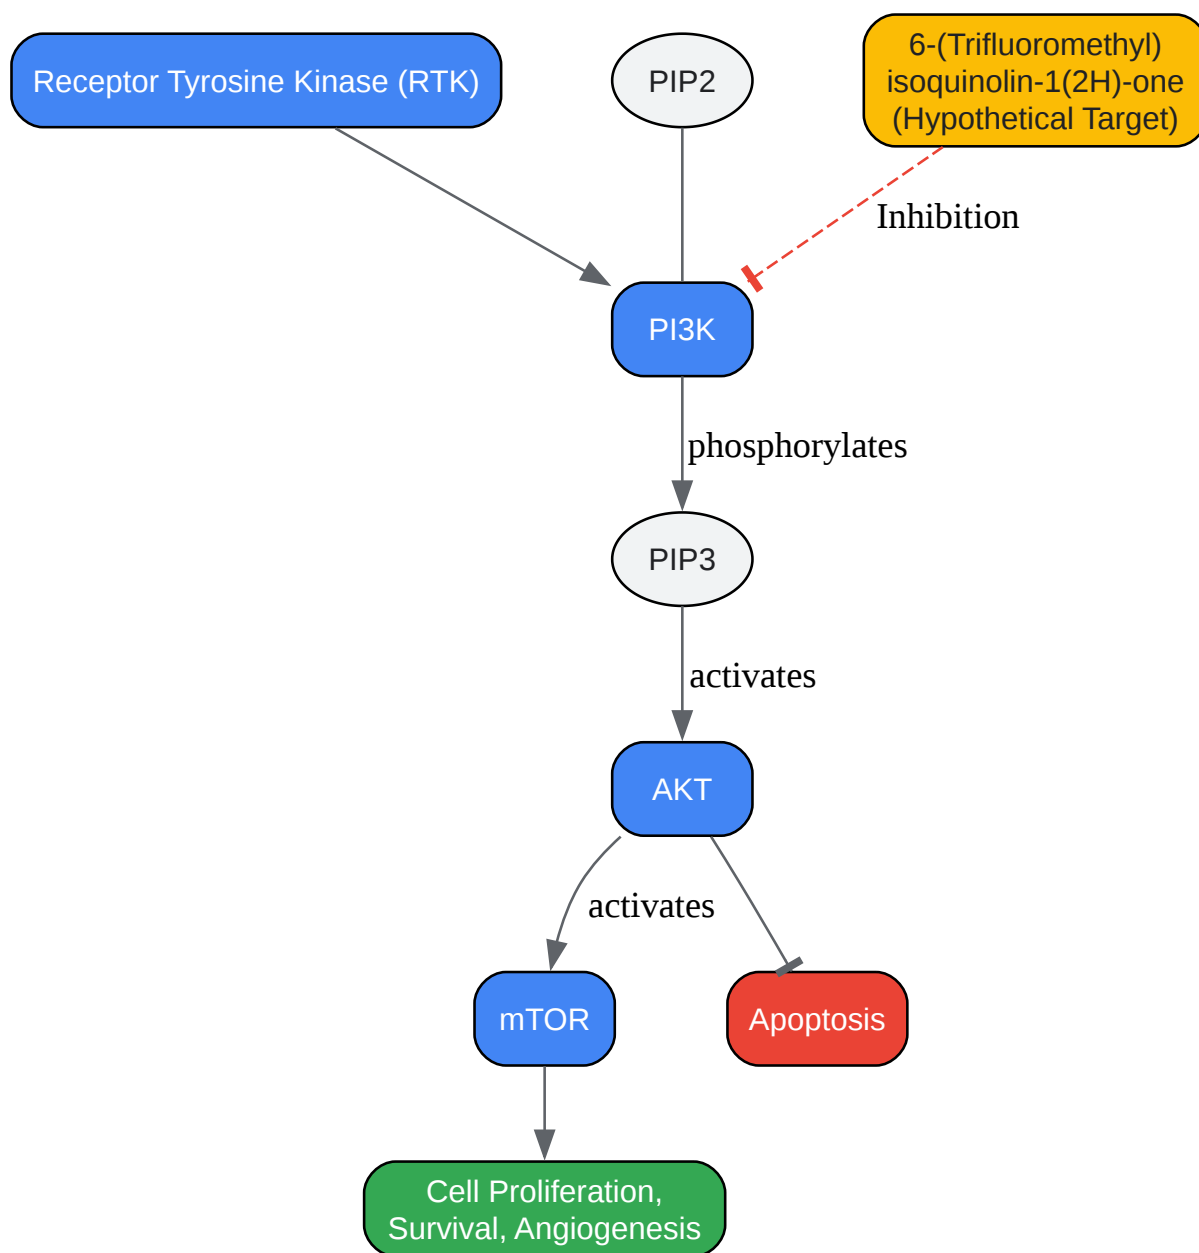 Receptor Tyrosine Kinase (RTK)
PIP2
6-(Trifluoromethyl)
isoquinolin-1(2H)-one
(Hypothetical Target)
Inhibition
PI3K
phosphorylates
PIP3
activates
AKT
activates
mTOR
Apoptosis
Cell Proliferation,
Survival, Angiogenesis